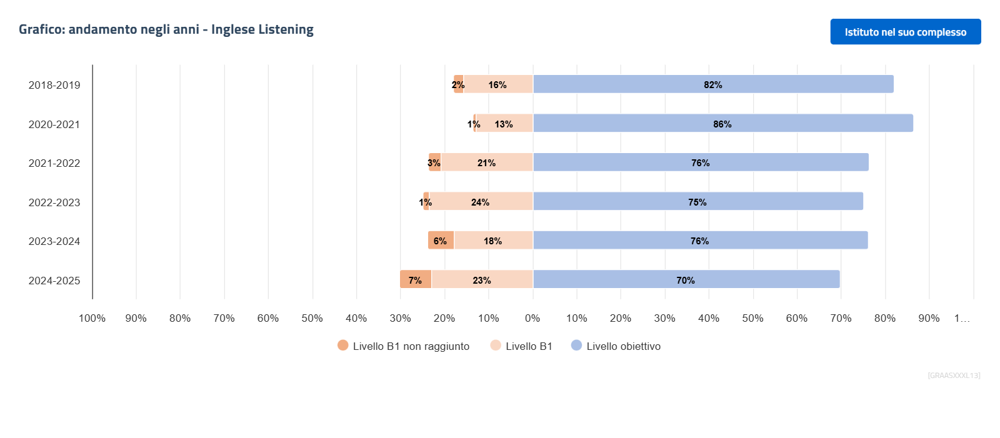 Grafico: andamento negli anni - Inglese Listening
Istituto nel suo complesso
2018-2019 2% 16% 82%
2020-2021 1% 13% 86%
2021-2022 3% 21% 76%
2022-2023 1% 24% 75%
2023-2024 6% 18% 76%
2024-2025 7% 23% 70%
100% 90% 80% 70% 60% 50% 40% 30% 20% 10% 0% 10% 20% 30% 40% 50% 60% 70% 80% 90% 1...
Livello B1 non raggiunto Livello B1 Livello obiettivo
[GRAASXXXL13]